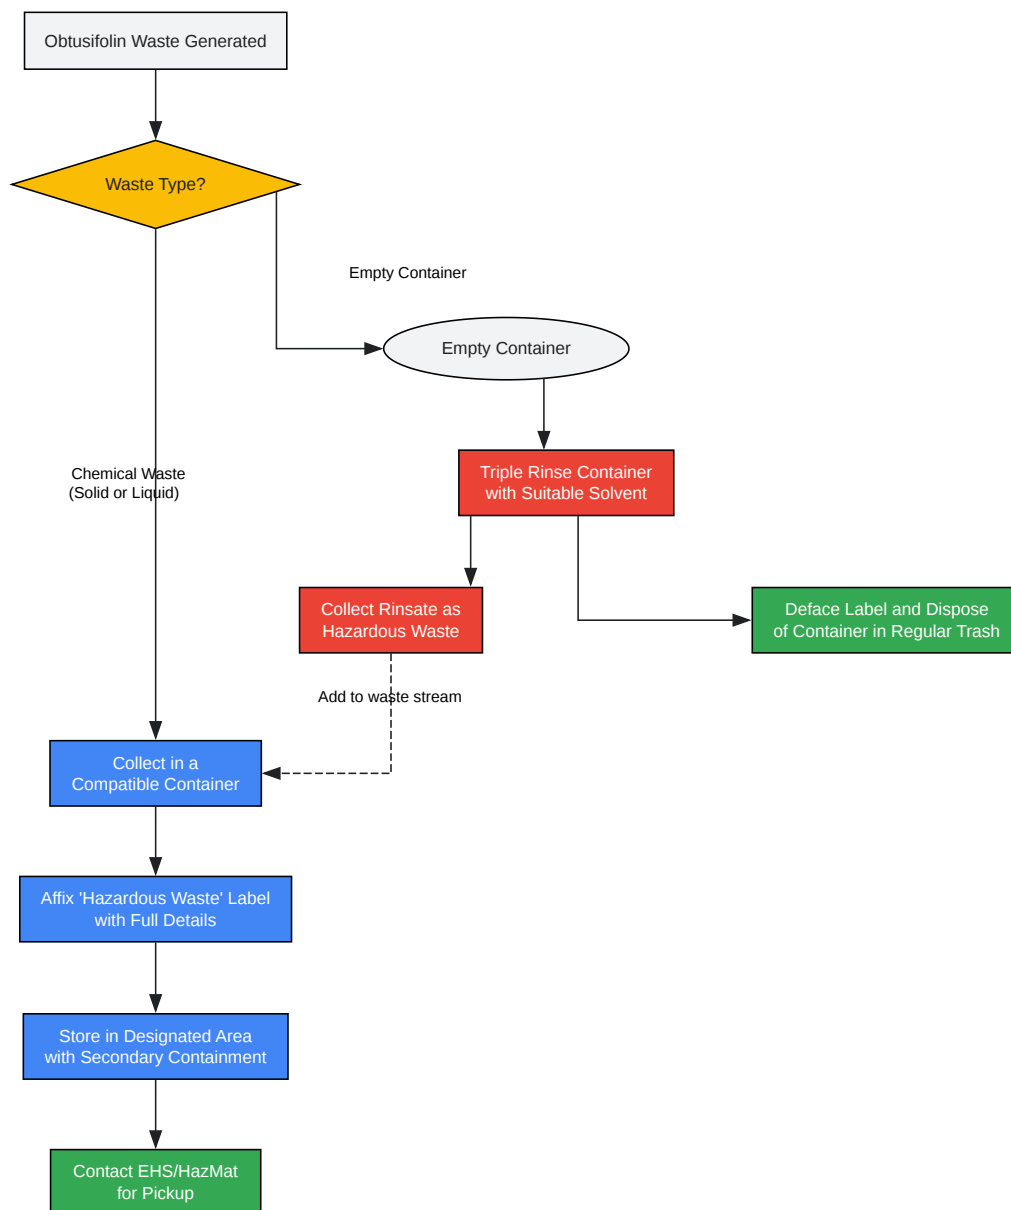 Obtusifolin Waste Generated
Waste Type?
Empty Container
Empty Container
Triple Rinse Container
with Suitable Solvent
Chemical Waste
(Solid or Liquid)
Collect Rinsate as
Hazardous Waste
Deface Label and Dispose
of Container in Regular Trash
Add to waste stream
Collect in a
Compatible Container
Affix 'Hazardous Waste' Label
with Full Details
Store in Designated Area
with Secondary Containment
Contact EHS/HazMat
for Pickup